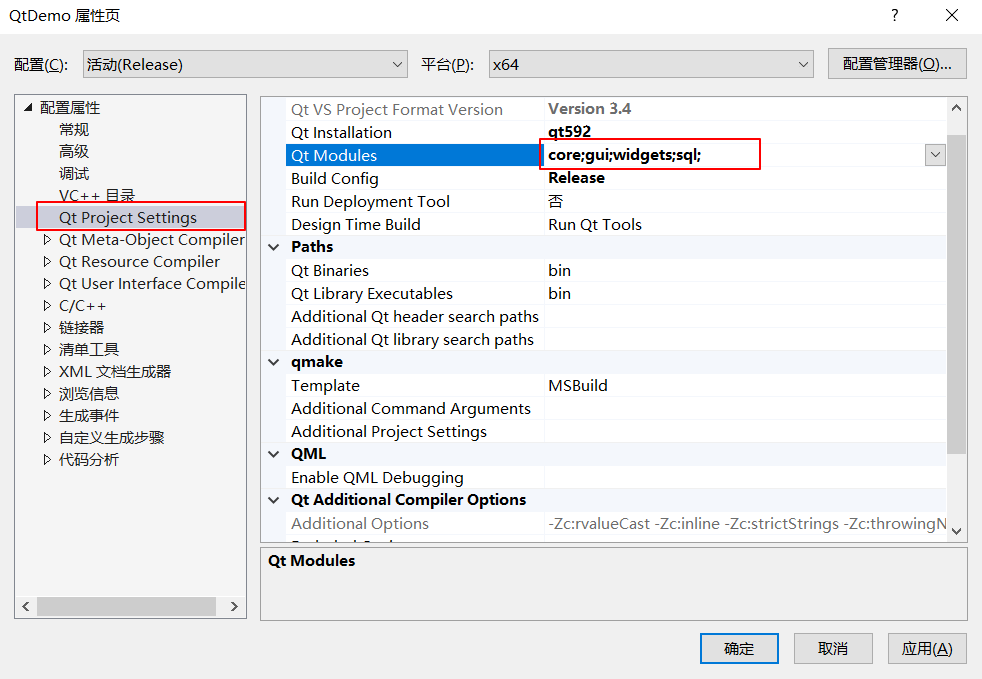 QtDemo 属性页
?
配置(C): 活动(Release) 平台(P): x64 配置管理器(O)...
配置属性
常规
高级
调试
VC++ 目录
Qt Project Settings
Qt Meta-Object Compiler
Qt Resource Compiler
Qt User Interface Compile
C/C++
链接器
清单工具
XML 文档生成器
浏览信息
生成事件
自定义生成步骤
代码分析
Qt VS Project Format Version Version 3.4
Qt Installation qt592
Qt Modules core;gui;widgets;sql;
Build Config Release
Run Deployment Tool 否
Design Time Build Run Qt Tools
Paths
Qt Binaries bin
Qt Library Executables bin
Additional Qt header search paths
Additional Qt library search paths
qmake
Template MSBuild
Additional Command Arguments
Additional Project Settings
QML
Enable QML Debugging
Qt Additional Compiler Options
Additional Options -Zc:rvalueCast -Zc:inline -Zc:strictStrings -Zc:throwingN
Qt Modules
确定 取消 应用(A)